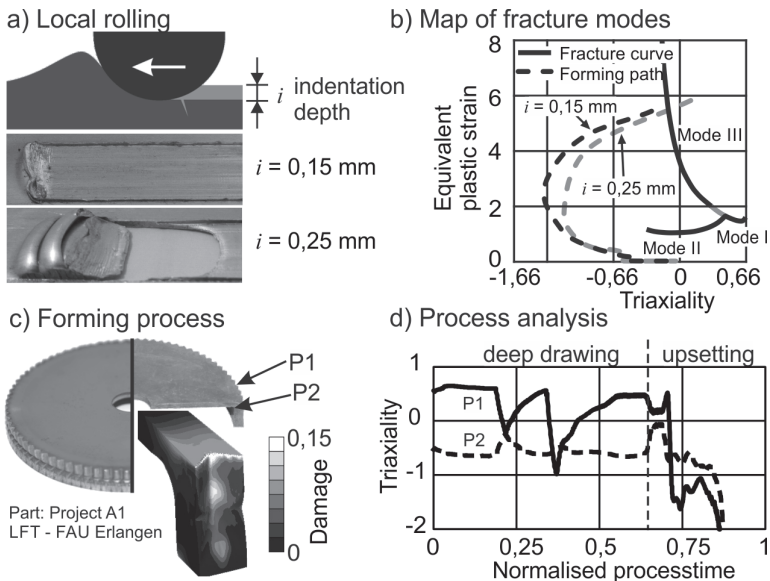 a) Local rolling
i indentation
depth
i = 0,15 mm
i = 0,25 mm
b) Map of fracture modes
Equivalent
plastic strain
8
6
4
2
0
Fracture curve
Forming path
i = 0,15 mm
i = 0,25 mm
Mode III
Mode II
Mode I
-1,66
-0,66
0
0,66
Triaxiality
c) Forming process
P1
P2
0,15
Damage
0
Part: Project A1
LFT - FAU Erlangen
d) Process analysis
deep drawing
upsetting
Triaxiality
1
0
-1
-2
P1
P2
0
0,25
0,5
0,75
1
Normalised processtime